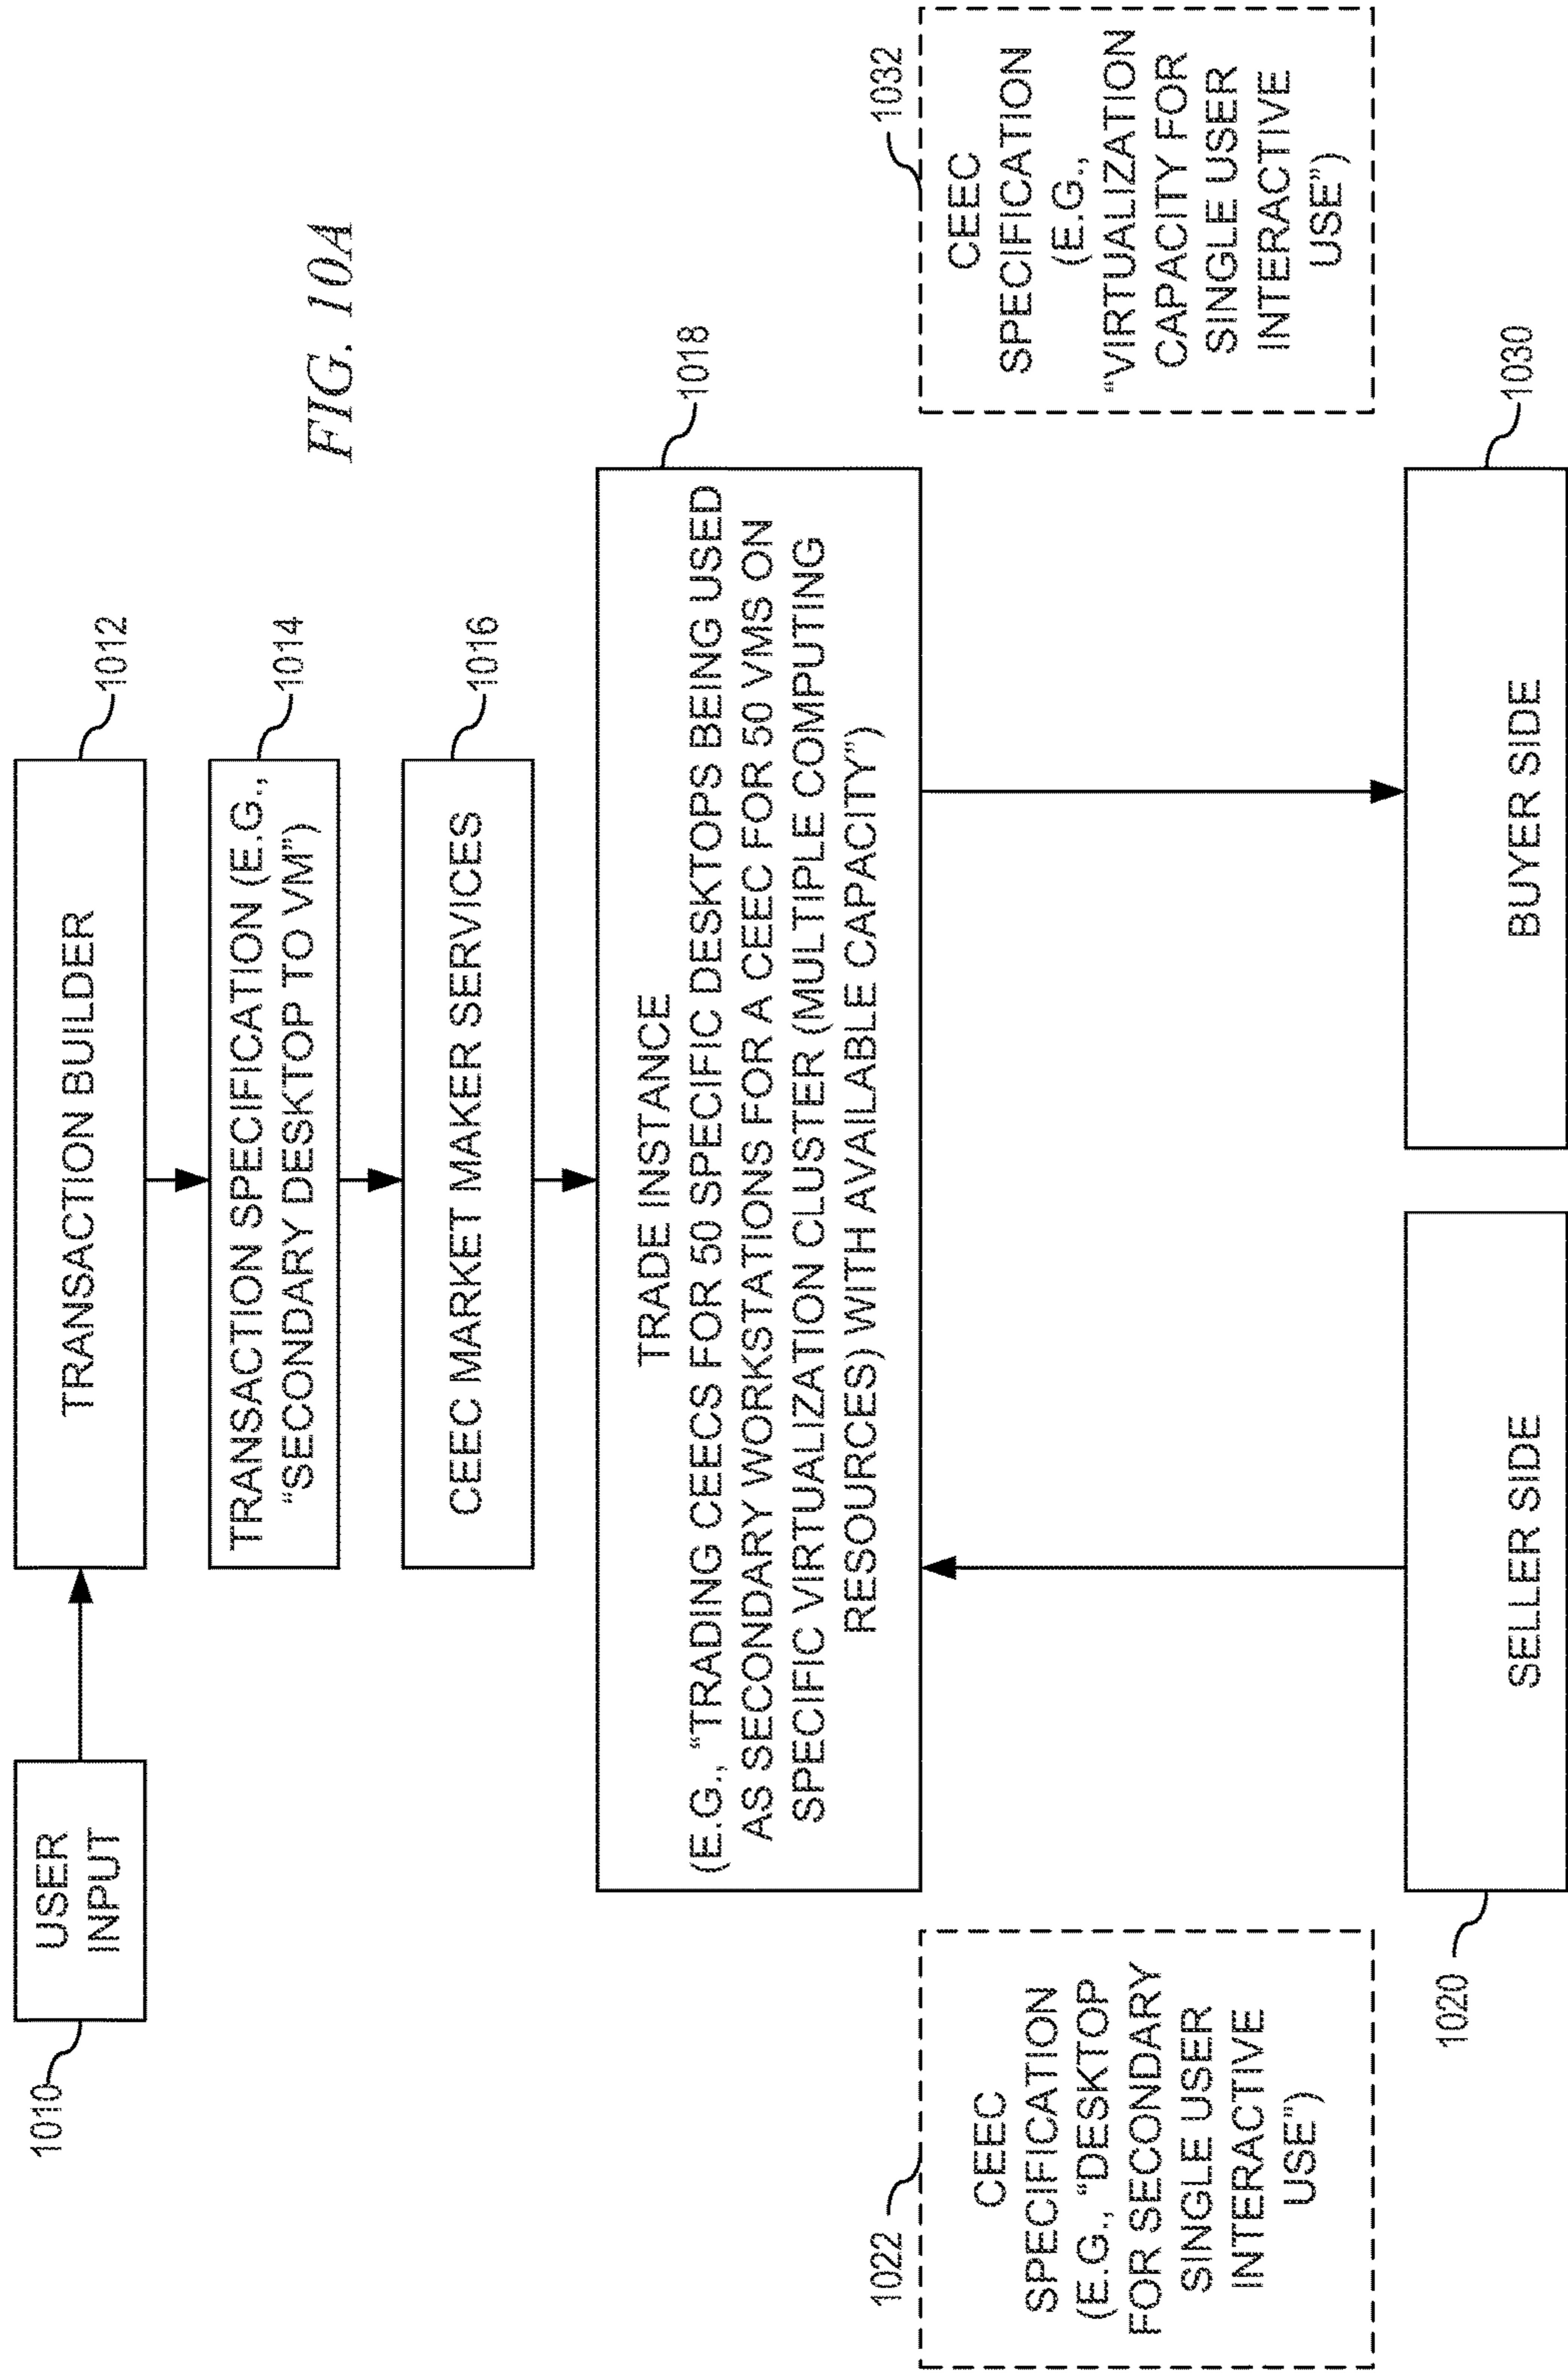 1010
USER
INPUT
TRANSACTION BUILDER
1012
TRANSACTION SPECIFICATION (E.G.,
“SECONDARY DESKTOP TO VM”)
1014
CEEC MARKET MAKER SERVICES
1016
FIG. 10A
TRADE INSTANCE
(E.G., “TRADING CEECS FOR 50 SPECIFIC DESKTOPS BEING USED
AS SECONDARY WORKSTATIONS FOR A CEEC FOR 50 VMS ON
SPECIFIC VIRTUALIZATION CLUSTER (MULTIPLE COMPUTING
RESOURCES) WITH AVAILABLE CAPACITY”)
1018
1022
CEEC
SPECIFICATION
(E.G., “DESKTOP
FOR SECONDARY
SINGLE USER
INTERACTIVE
USE”)
1032
CEEC
SPECIFICATION
(E.G.,
“VIRTUALIZATION
CAPACITY FOR
SINGLE USER
INTERACTIVE
USE”)
1020
SELLER SIDE
BUYER SIDE
1030